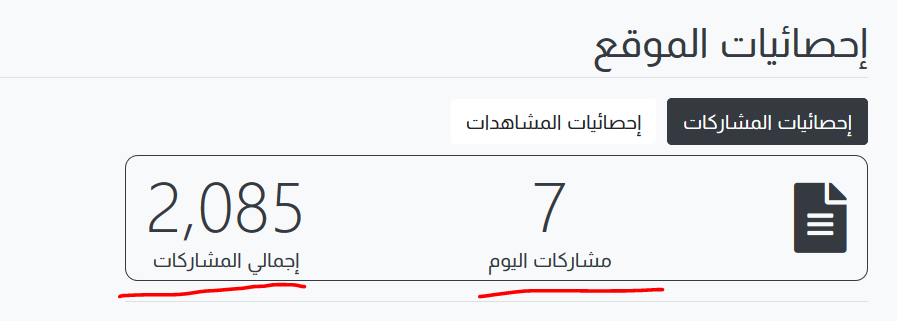 إحصائيات الموقع
إحصائيات المشاركات
إحصائيات المشاهدات
7
مشاركات اليوم
2,085
إجمالي المشاركات